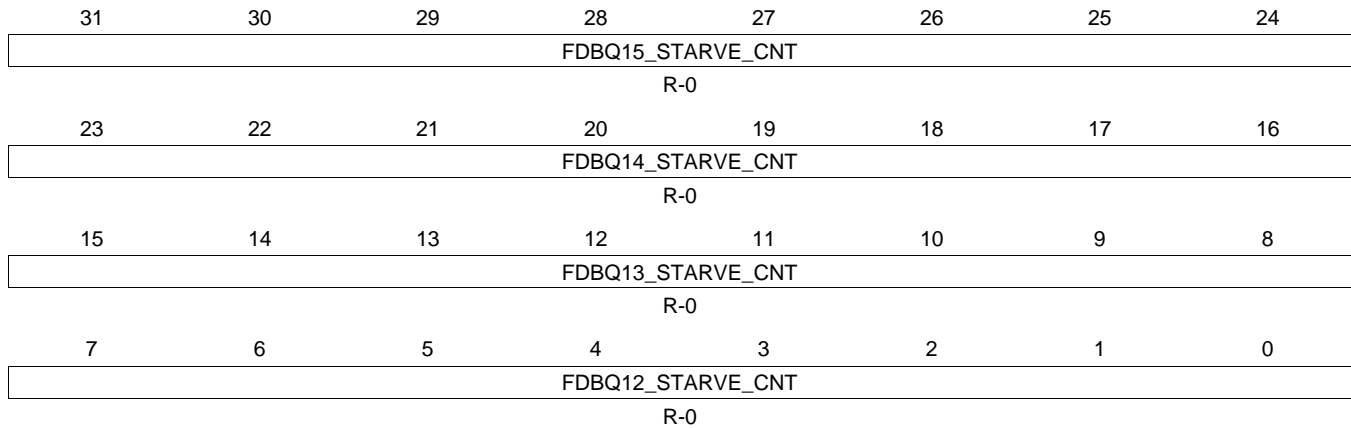 31 30 29 28 27 26 25 24
FDBQ15_STARVE_CNT
R-0
23 22 21 20 19 18 17 16
FDBQ14_STARVE_CNT
R-0
15 14 13 12 11 10 9 8
FDBQ13_STARVE_CNT
R-0
7 6 5 4 3 2 1 0
FDBQ12_STARVE_CNT
R-0